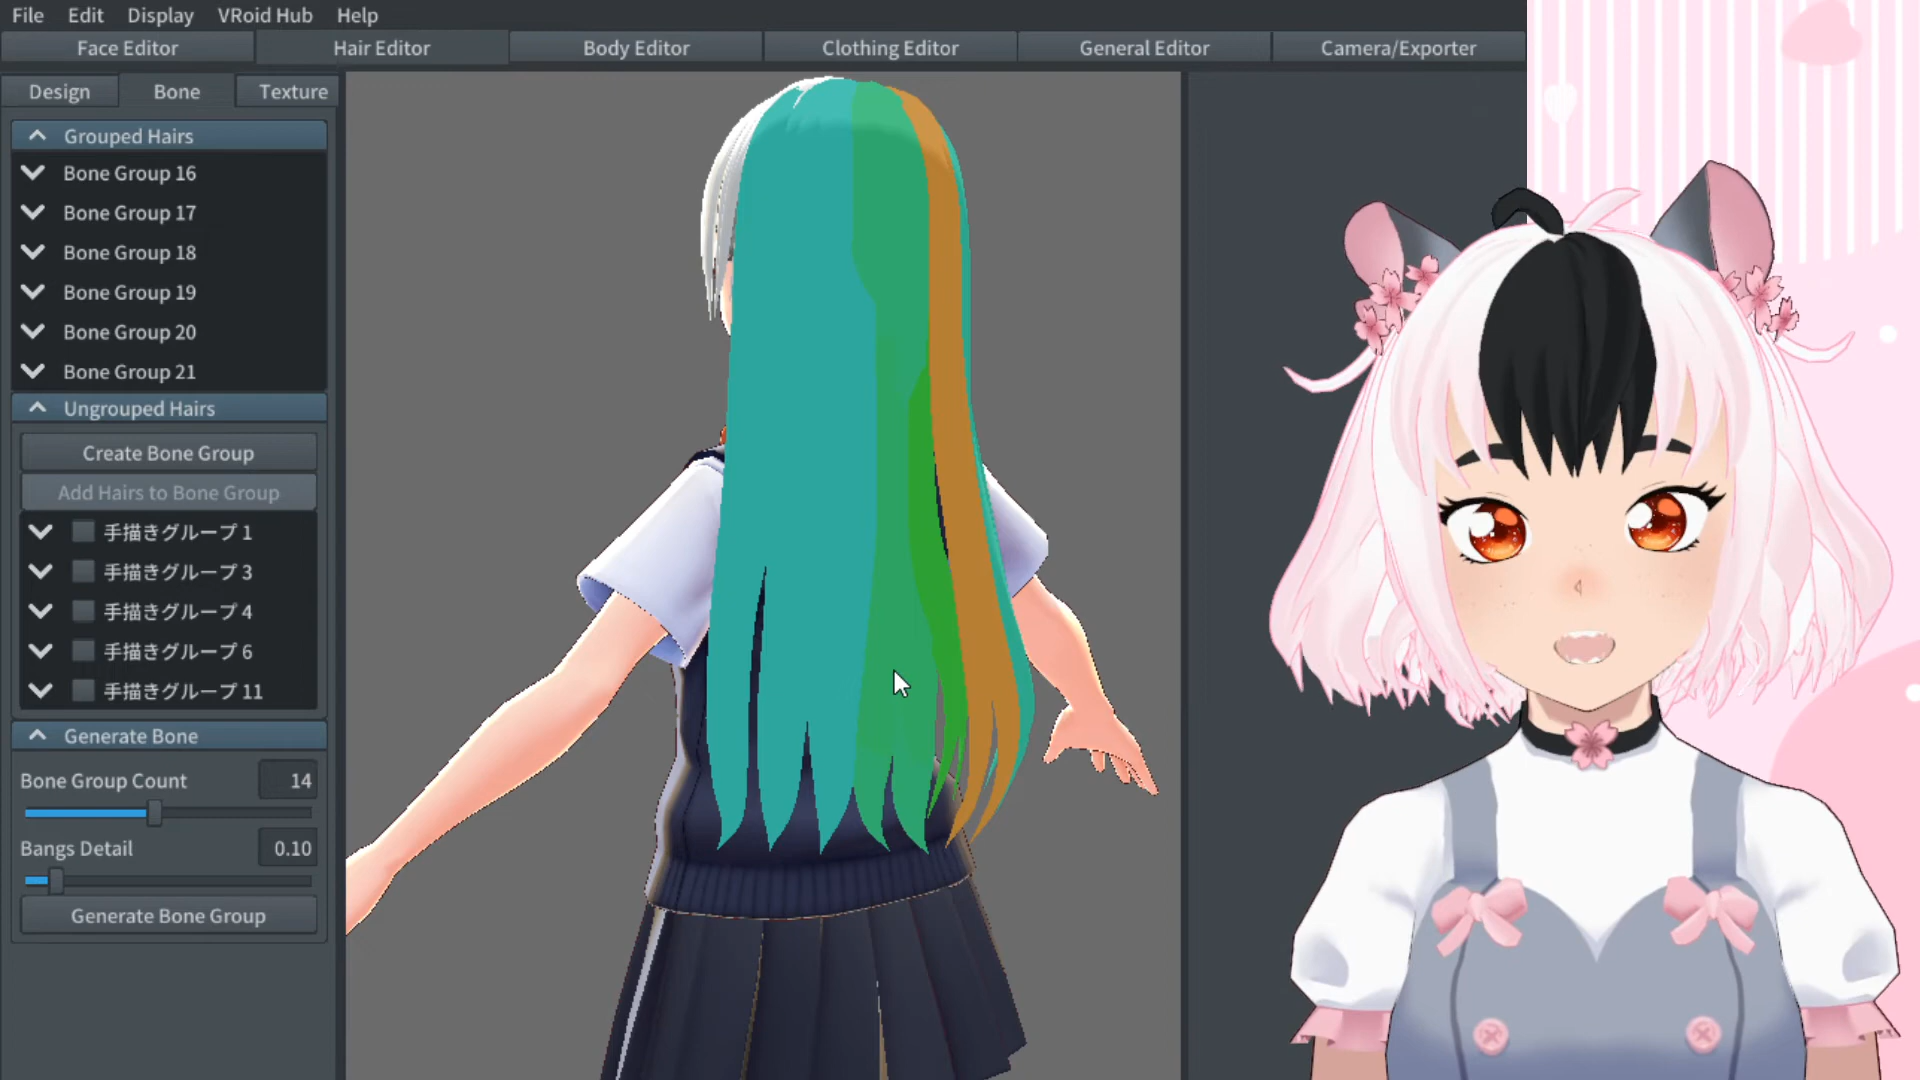 File Edit Display VRoid Hub Help
Face Editor Hair Editor Body Editor Clothing Editor General Editor Camera/Exporter
Design Bone Texture
Grouped Hairs
Bone Group 16
Bone Group 17
Bone Group 18
Bone Group 19
Bone Group 20
Bone Group 21
Ungrouped Hairs
Create Bone Group
Add Hairs to Bone Group
手描きグループ 1
手描きグループ 3
手描きグループ 4
手描きグループ 6
手描きグループ 11
Generate Bone
Bone Group Count 14
Bangs Detail 0.10
Generate Bone Group